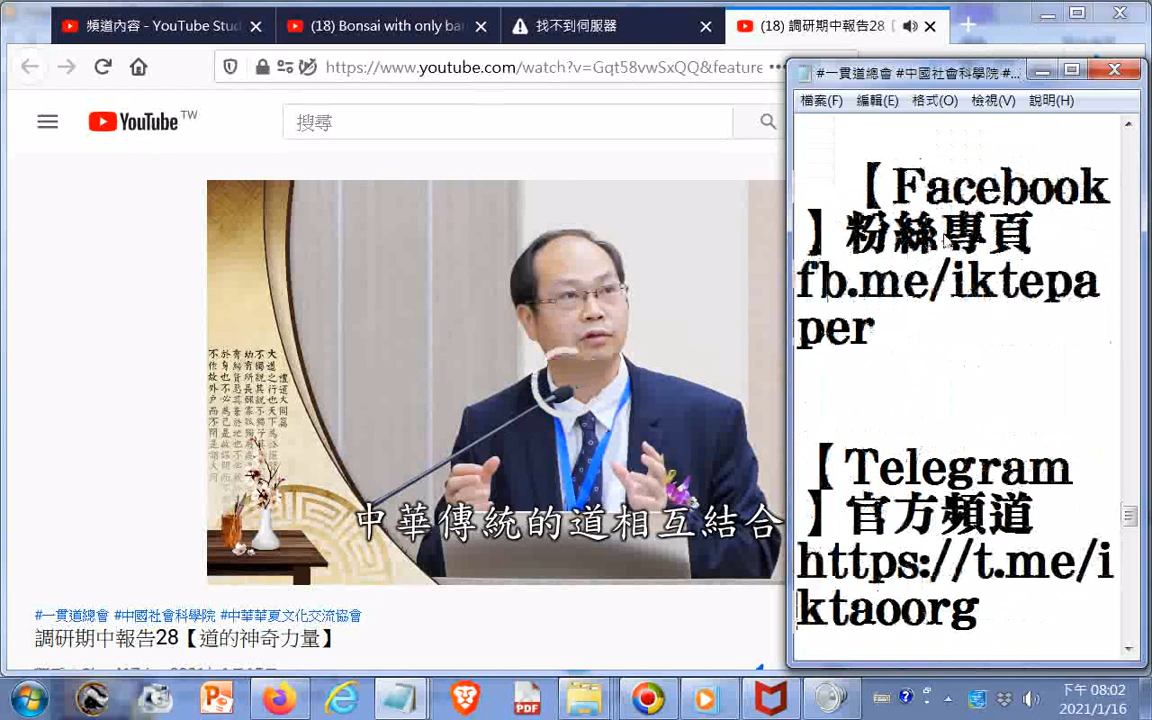 頻道內容 - YouTube Stud
(18) Bonsai with only ba
找不到伺服器
(18) 調研期中報告28
https://www.youtube.com/watch?v=Gqt58vwSxQQ&feature
YouTube TW
搜尋
中華傳統的道相互結合
#一貫道總會 #中國社會科學院 #中華華夏文化交流協會
調研期中報告28【道的神奇力量】
#一貫道總會 #中國社會科學院 #...
檔案(F) 編輯(E) 格式(O) 檢視(V) 說明(H)
【Facebook
】粉絲專頁
fb.me/iktepa
per
【Telegram
】官方頻道
https://t.me/i
ktaoorg
PDF
下午 08:02
2021/1/16